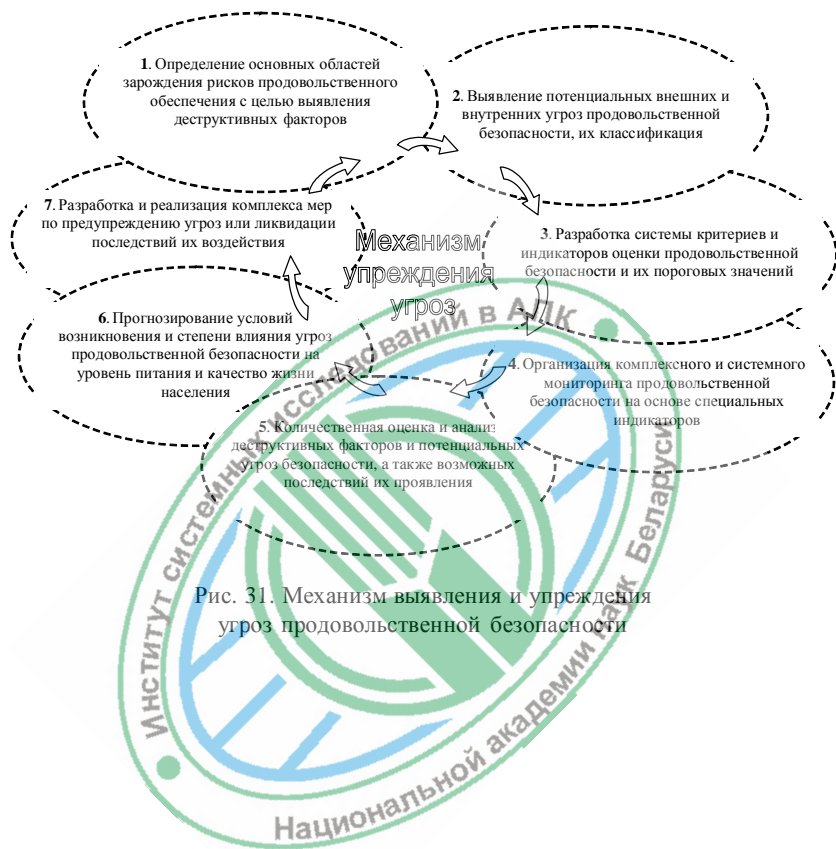 1. Определение основных областей
зарождения рисков продовольственного
обеспечения с целью выявления
деструктивных факторов
2. Выявление потенциальных внешних и
внутренних угроз продовольственной
безопасности, их классификация
3. Разработка системы критериев и
индикаторов оценки продовольственной
безопасности и их пороговых значений
4. Организация комплексного и системного
мониторинга продовольственной
безопасности на основе специальных
индикаторов
5. Количественная оценка и анализ
деструктивных факторов и потенциальных
угроз безопасности, а также возможных
последствий их проявления
6. Прогнозирование условий
возникновения и степени влияния угроз
продовольственной безопасности на
уровень питания и качество жизни
населения
7. Разработка и реализация комплекса мер
по предупреждению угроз или ликвидации
последствий их воздействия
Механизм
упреждения
угроз
Рис. 31. Механизм выявления и упреждения
угроз продовольственной безопасности
Институт системных исследований в АПК
Национальной академии наук Беларуси